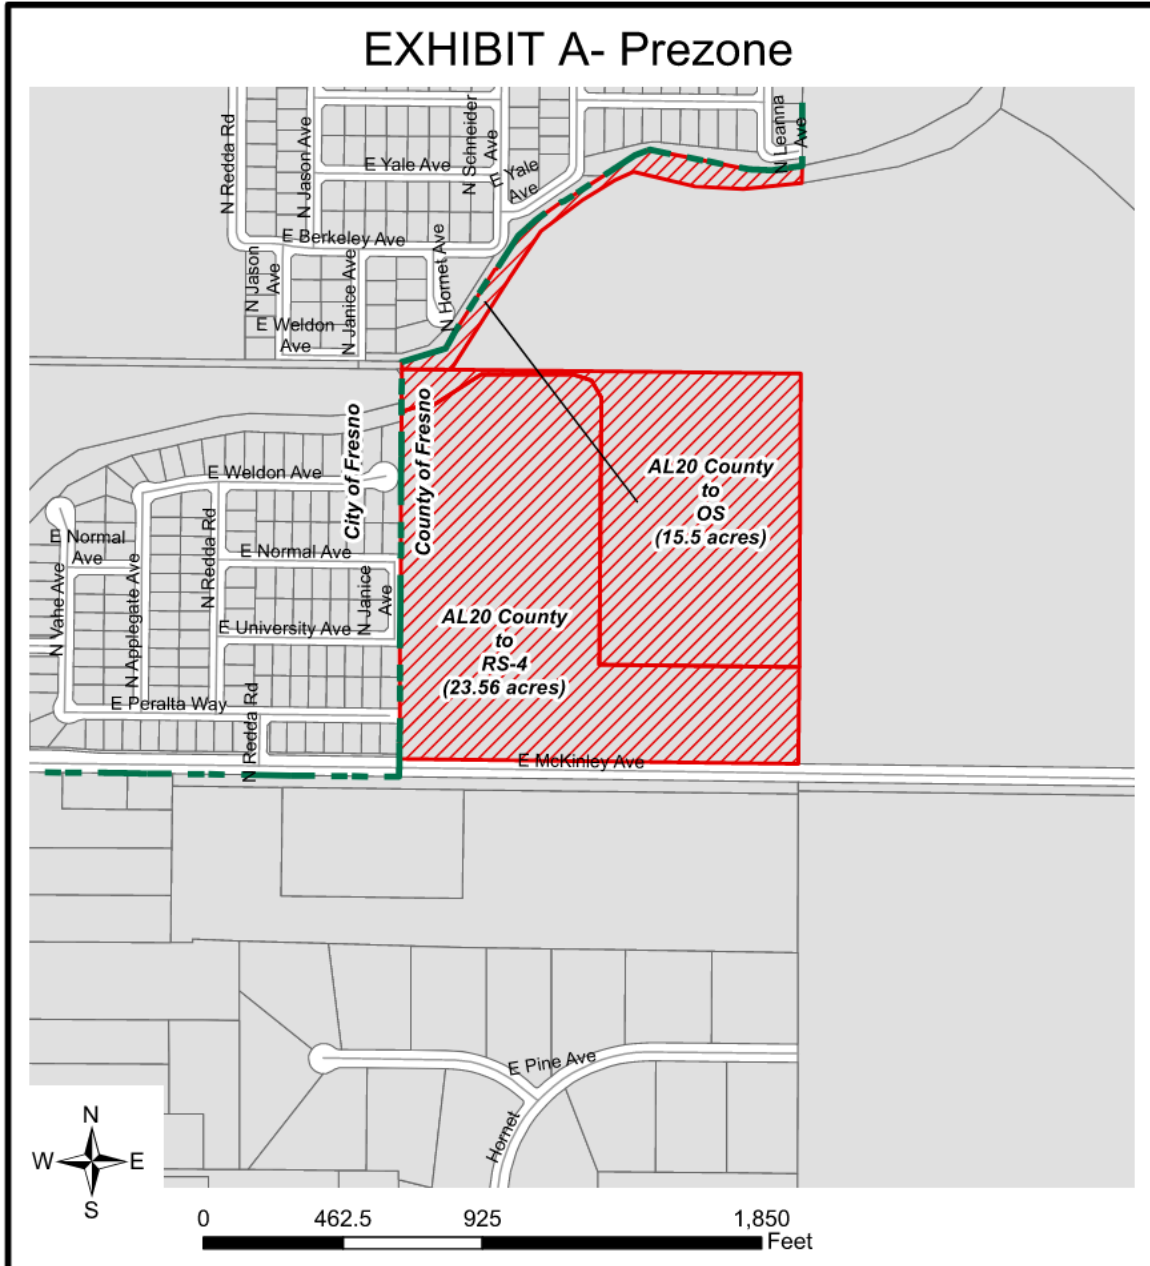 EXHIBIT A- Prezone
N Redda Rd
N Jason Ave
N Schneider
Ave
N Leanna
Ave
E Yale Ave
E Yale
Ave
E Berkeley Ave
N Jason
Ave
N Janice Ave
N Hornet Ave
E Weldon
Ave
City of Fresno
County of Fresno
E Weldon Ave
AL20 County
to
OS
(15.5 acres)
E Normal
Ave
N Redda Rd
E Normal Ave
N Vahe Ave
N Applegate Ave
N Janice
Ave
E University Ave
AL20 County
to
RS-4
(23.56 acres)
E Peralta Way
N Redda Rd
E McKinley Ave
E Pine Ave
Hornet
N
W
E
S
0
462.5
925
1,850
Feet